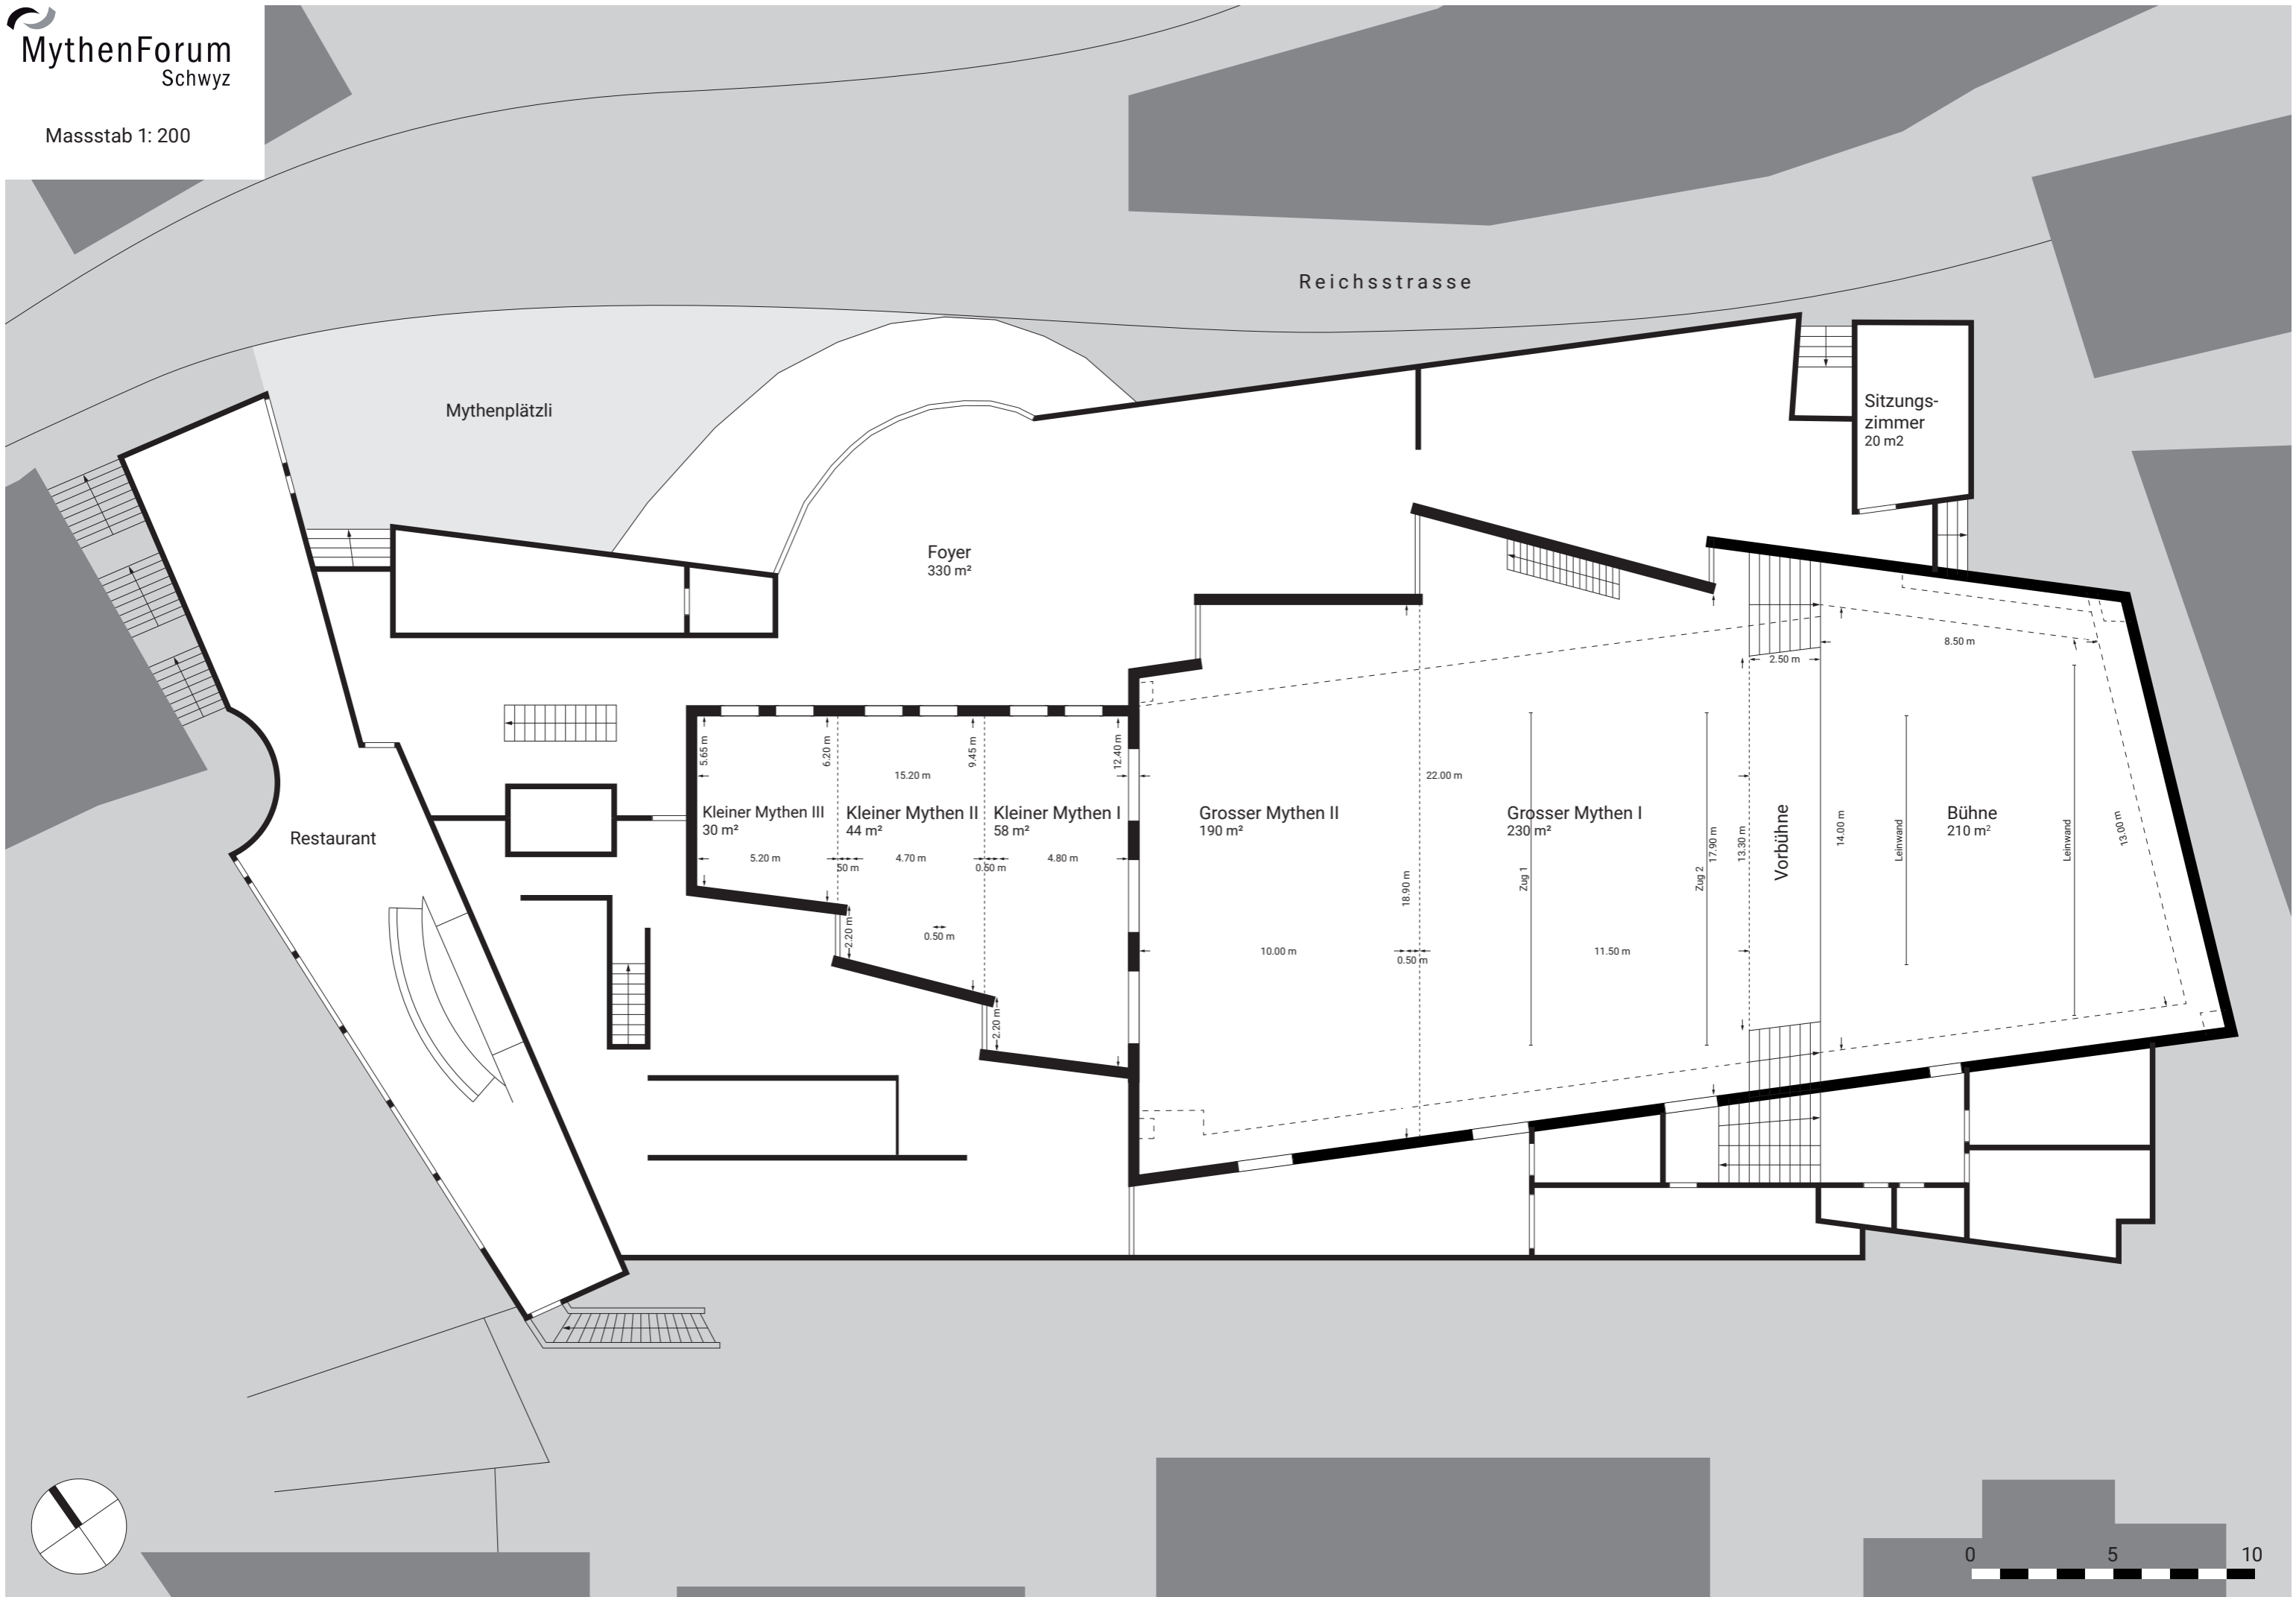 MythenForum
Schwyz
Massstab 1: 200
Reichsstrasse
Mythenplätzli
Sitzungs-
zimmer
20 m2
Foyer
330 m²
8.50 m
2.50 m
5.65 m
6.20 m
9.45 m
12.40 m
15.20 m
22.00 m
Kleiner Mythen III
30 m²
Kleiner Mythen II
44 m²
Kleiner Mythen I
58 m²
Grosser Mythen II
190 m²
Grosser Mythen I
230 m²
Vorbühne
Bühne
210 m²
Restaurant
5.20 m
50 m
4.70 m
0.50 m
4.80 m
18.90 m
Zug 1
Zug 2
17.90 m
13.30 m
14.00 m
Leinwand
Leinwand
13.00 m
2.20 m
0.50 m
2.20 m
10.00 m
0.50 m
11.50 m
0 5 10